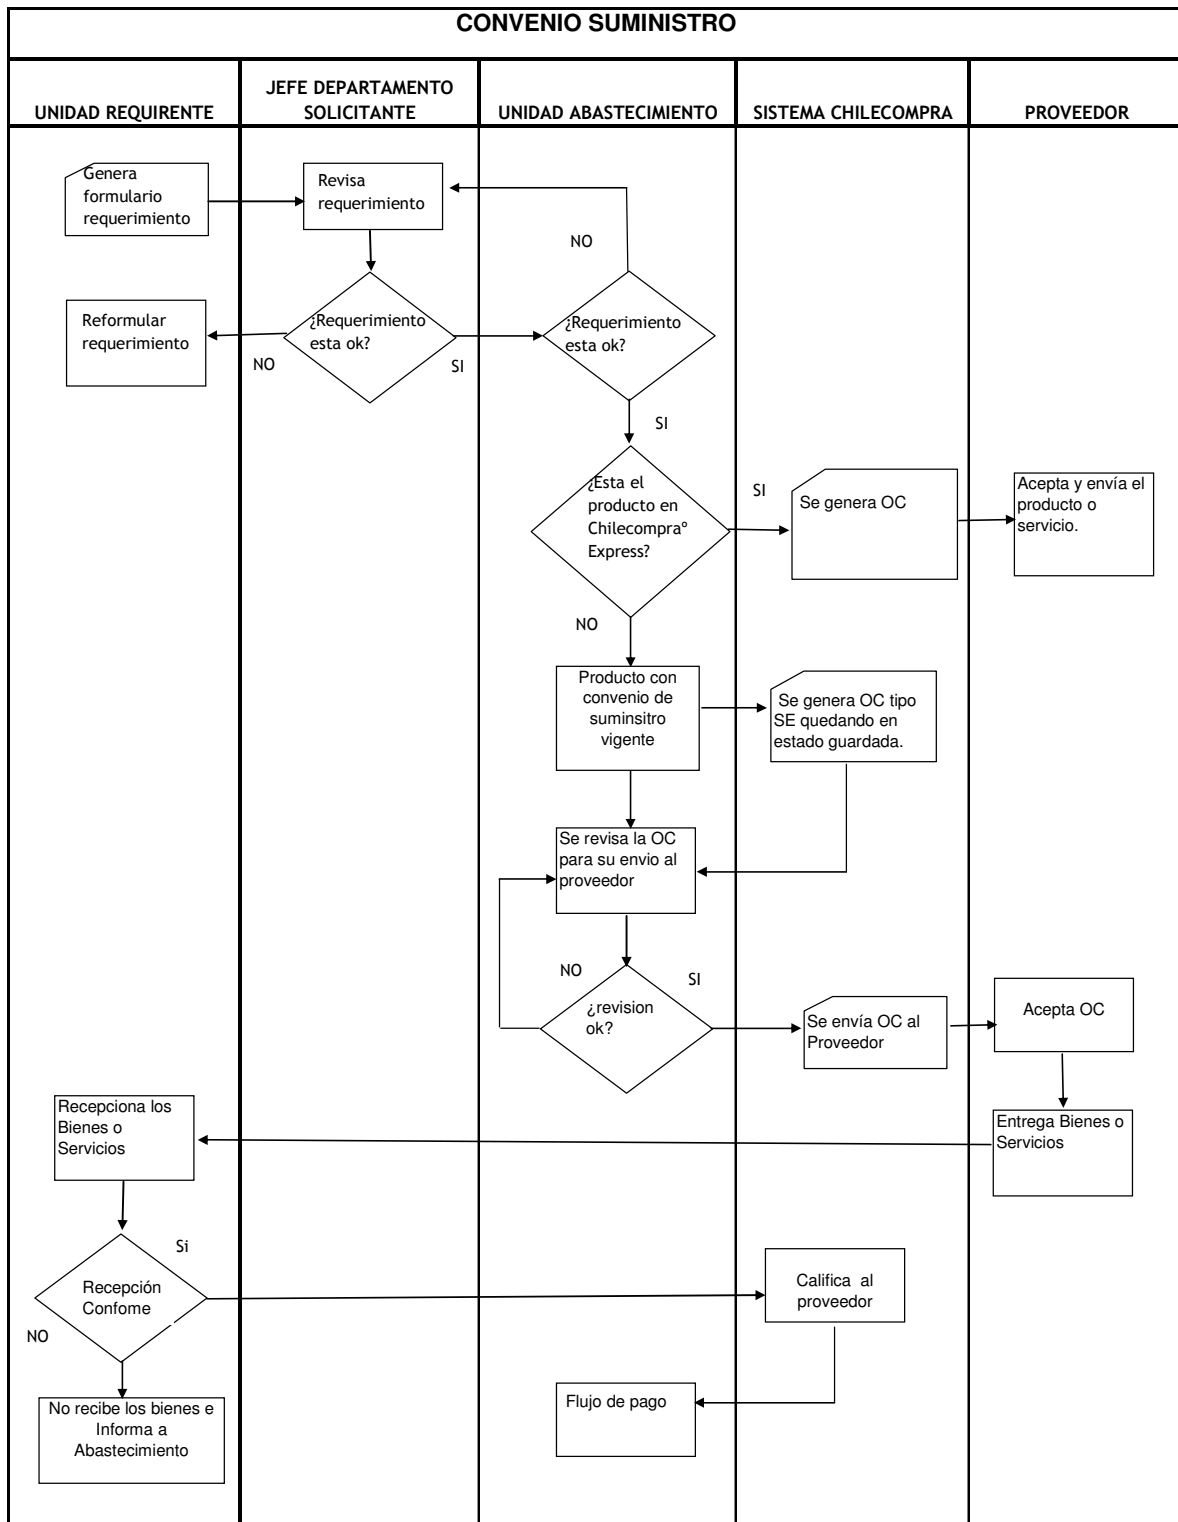 CONVENIO SUMINISTRO
UNIDAD REQUIRENTE
JEFE DEPARTAMENTO
SOLICITANTE
UNIDAD ABASTECIMIENTO
SISTEMA CHILECOMPRA
PROVEEDOR
Genera
formulario
requerimiento
Revisa
requerimiento
NO
Reformular
requerimiento
¿Requerimiento
esta ok?
NO
SI
¿Requerimiento
esta ok?
SI
¿Esta el
producto en
Chilecompraº
Express?
SI
Se genera OC
Acepta y envía el
producto o
servicio.
NO
Producto con
convenio de
suminsitro
vigente
Se genera OC tipo
SE quedando en
estado guardada.
Se revisa la OC
para su envio al
proveedor
NO
SI
¿revision
ok?
Se envía OC al
Proveedor
Acepta OC
Recepciona los
Bienes o
Servicios
Entrega Bienes o
Servicios
Si
Recepción
Confome
NO
Califica al
proveedor
No recibe los bienes e
Informa a
Abastecimiento
Flujo de pago